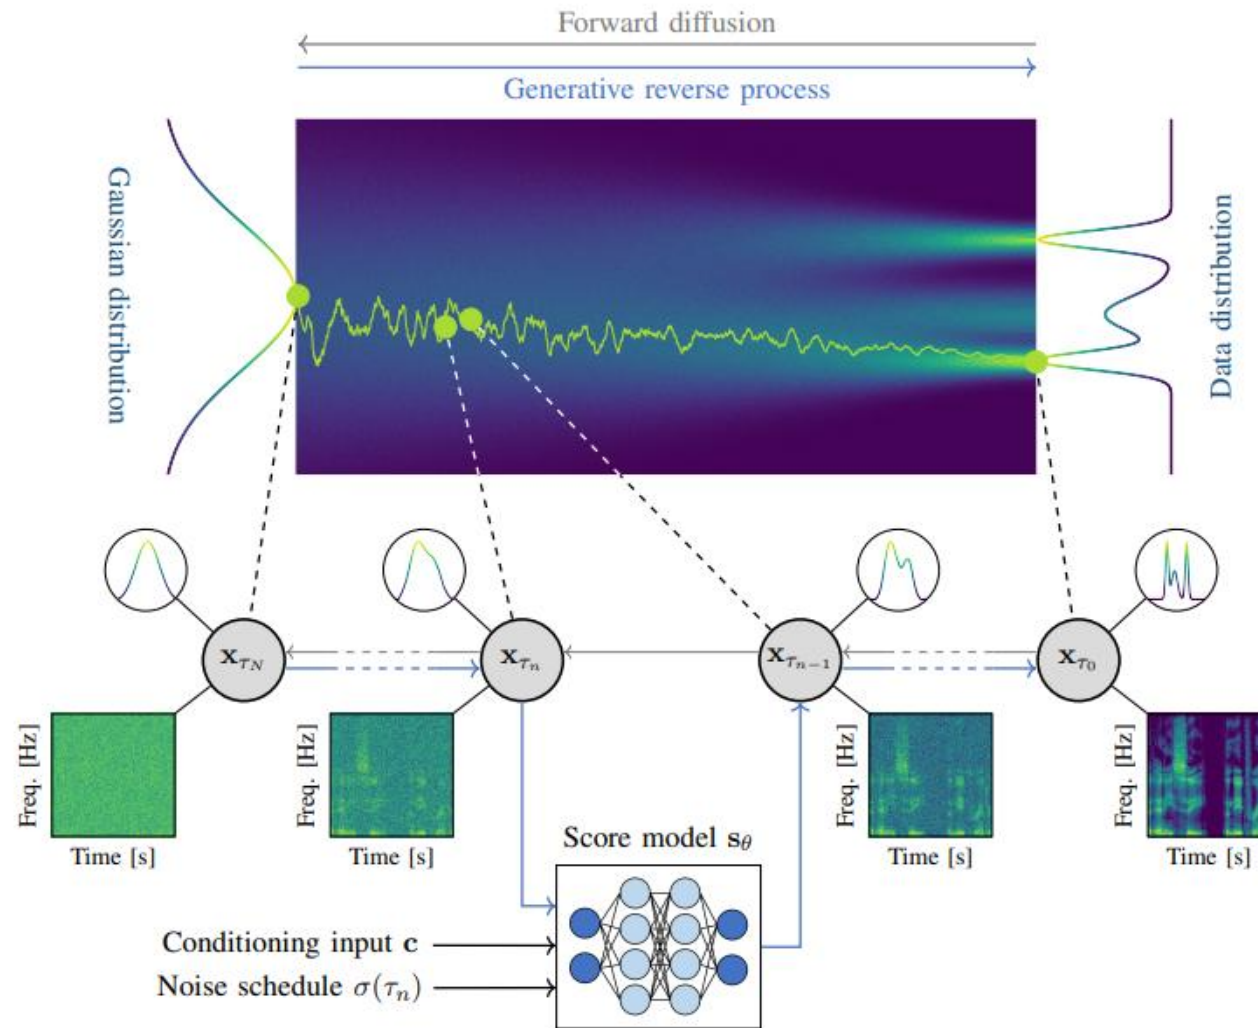 Forward diffusion
Generative reverse process
Gaussian distribution
Data distribution
𝐱_{τ_N}
𝐱_{τ_n}
𝐱_{τ_{n−1}}
𝐱_{τ_0}
Freq. [Hz]
Time [s]
Freq. [Hz]
Time [s]
Freq. [Hz]
Time [s]
Freq. [Hz]
Time [s]
Score model 𝐬_θ
Conditioning input 𝐜
Noise schedule σ(τ_n)